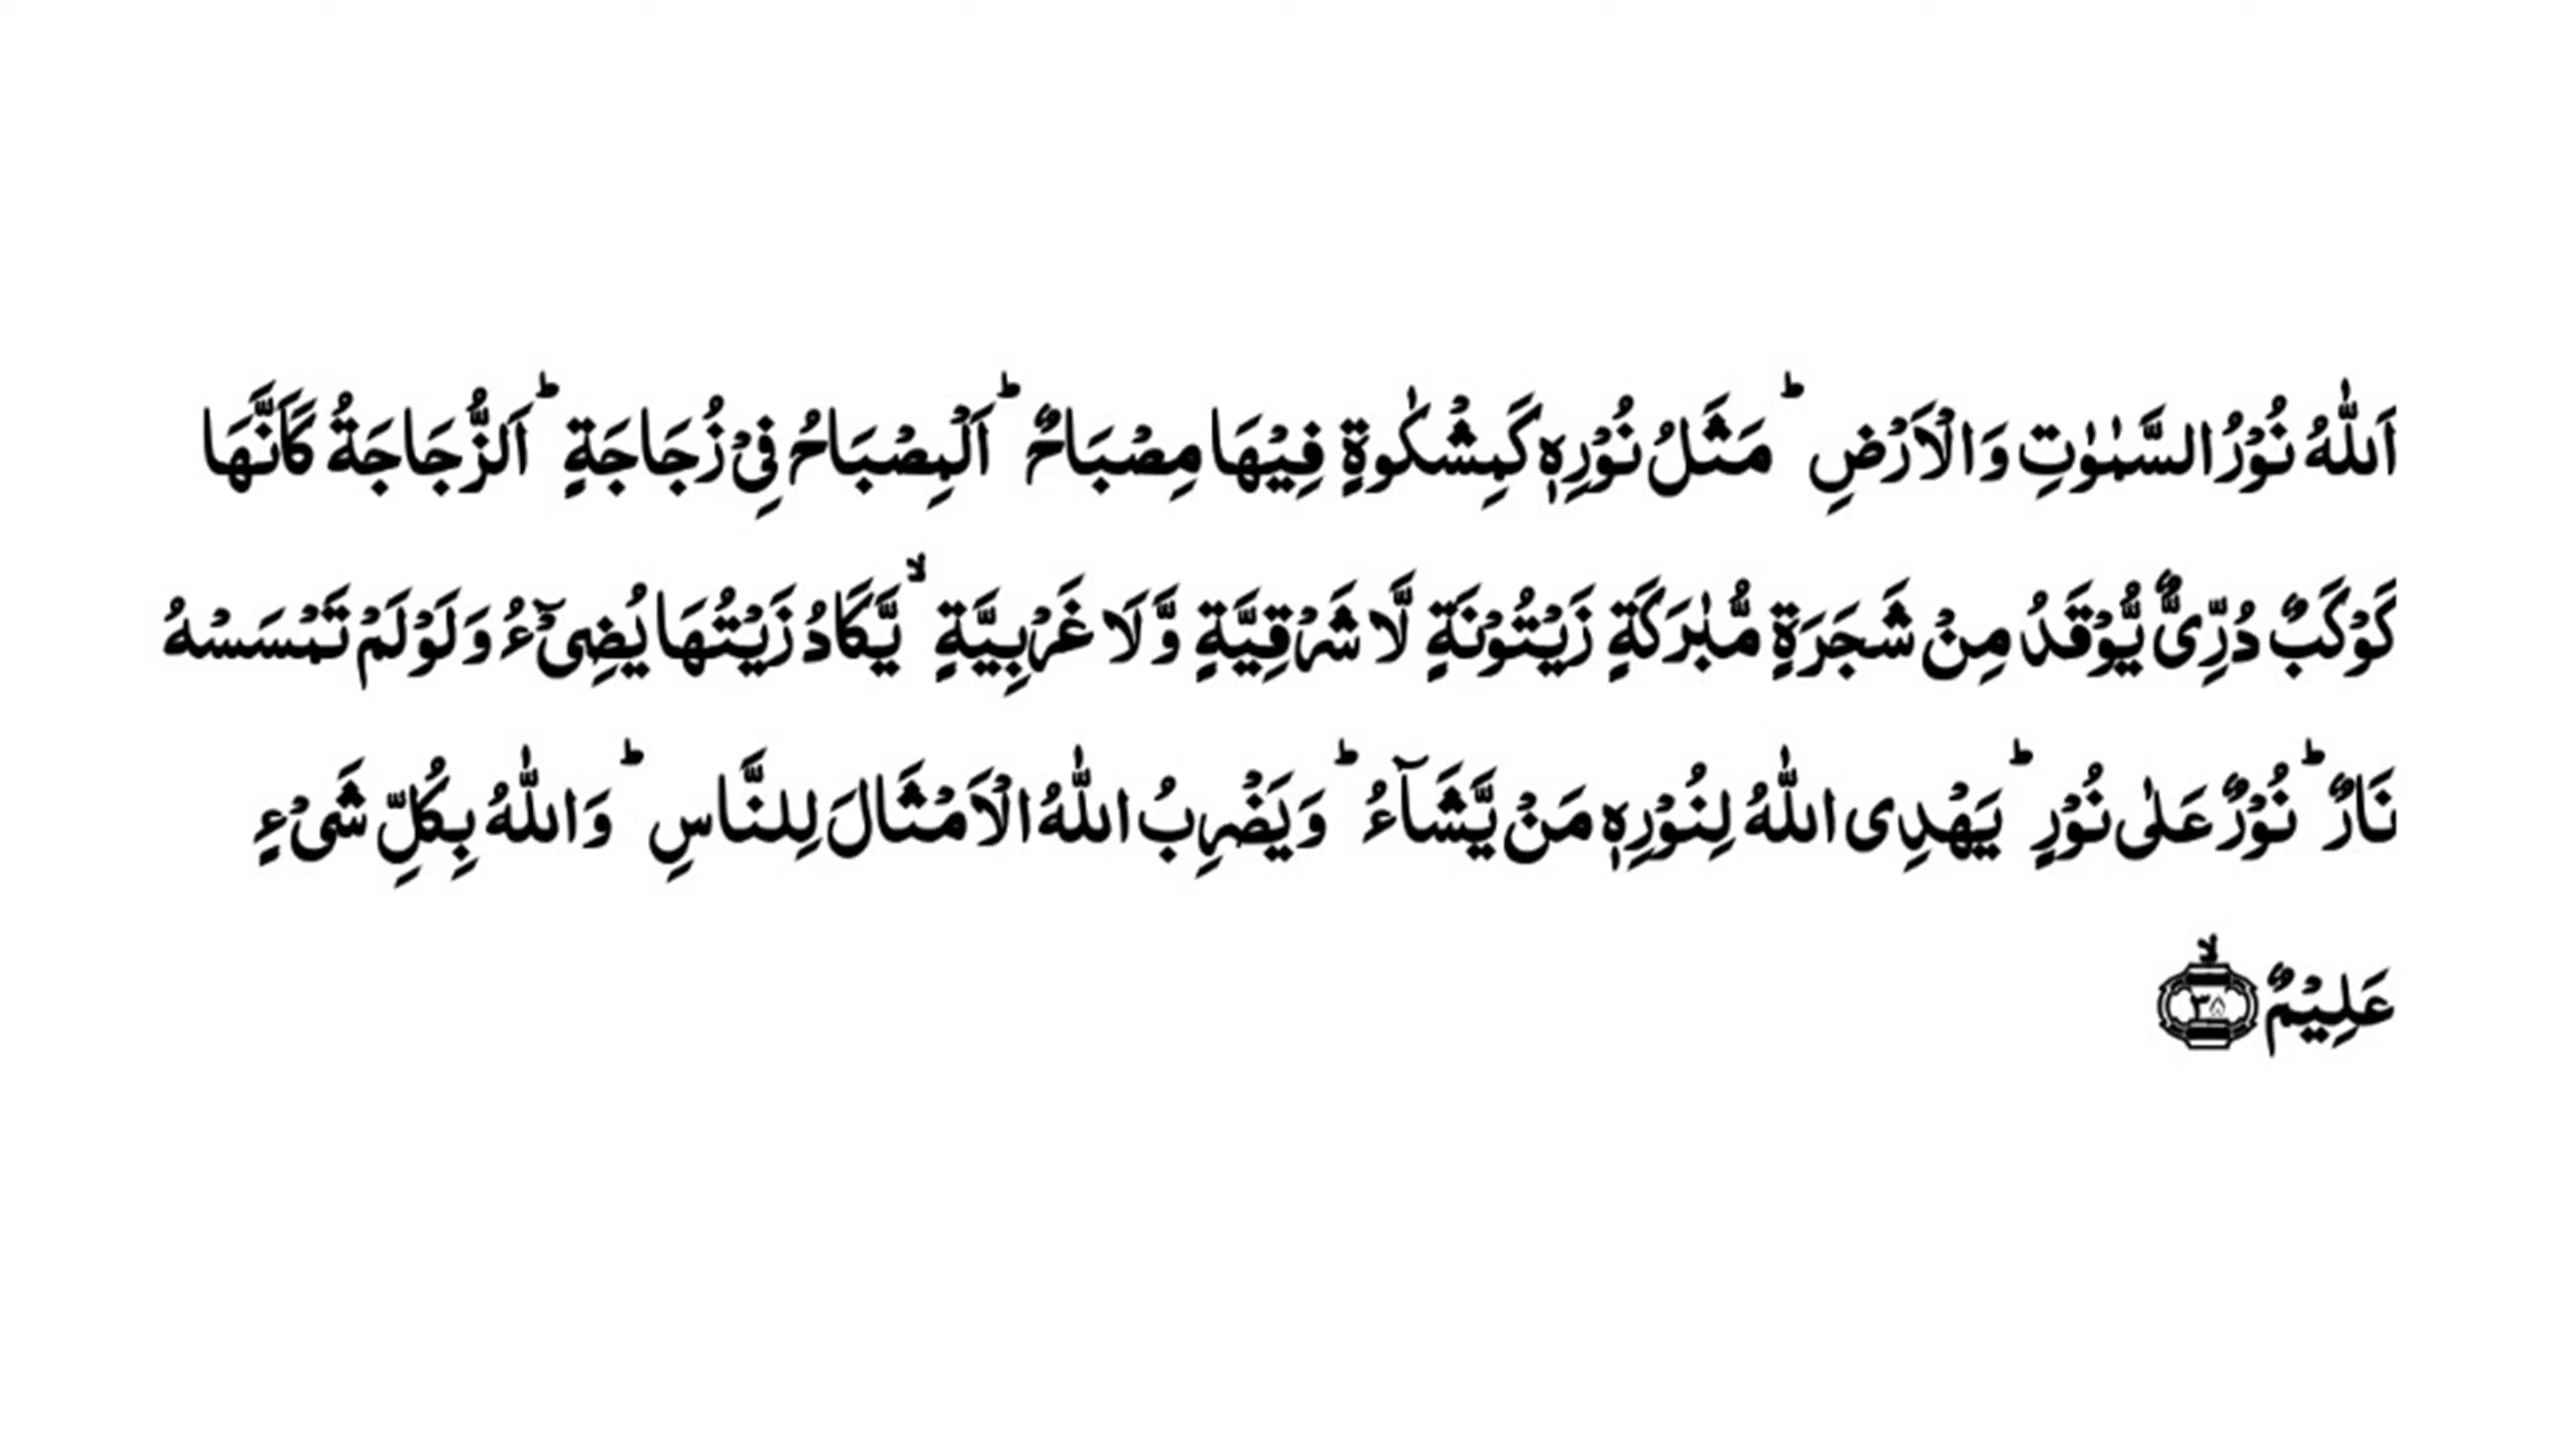 اَللّٰهُ نُوْرُ السَّمٰوٰتِ وَالْاَرْضِ ؕ مَثَلُ نُوْرِهٖ كَمِشْكٰوةٍ فِيْهَا مِصْبَاحٌ ؕ اَلْمِصْبَاحُ فِىْ زُجَاجَةٍ ؕ اَلزُّجَاجَةُ كَاَنَّهَا
كَوْكَبٌ دُرِّىٌّ يُّوْقَدُ مِنْ شَجَرَةٍ مُّبٰرَكَةٍ زَيْتُوْنَةٍ لَّا شَرْقِيَّةٍ وَّلَا غَرْبِيَّةٍ ۙ يَّكَادُ زَيْتُهَا يُضِىْٓءُ وَلَوْ لَمْ تَمْسَسْهُ
نَارٌ ؕ نُوْرٌ عَلٰى نُوْرٍ ؕ يَهْدِى اللّٰهُ لِنُوْرِهٖ مَنْ يَّشَآءُ ؕ وَيَضْرِبُ اللّٰهُ الْاَمْثَالَ لِلنَّاسِ ؕ وَاللّٰهُ بِكُلِّ شَىْءٍ
عَلِيْمٌ ۙ‏﴿۳۵﴾